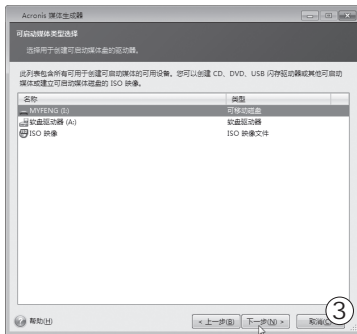 Acronis 媒体生成器
可启动媒体类型选择
选择用于创建可启动媒体盘的驱动器。
此列表包含所有可用于创建可启动媒体的可用设备。您可以创建 CD、DVD、USB 闪存驱动器或其他可启动
媒体或建立可启动媒体磁盘的 ISO 映像。
名称 类型
MYFENG (I:) 可移动磁盘
软盘驱动器 (A:) 软盘驱动器
ISO 映像 ISO 映像文件
帮助(H) < 上一步(B) 下一步(N) > 取消(C)
③